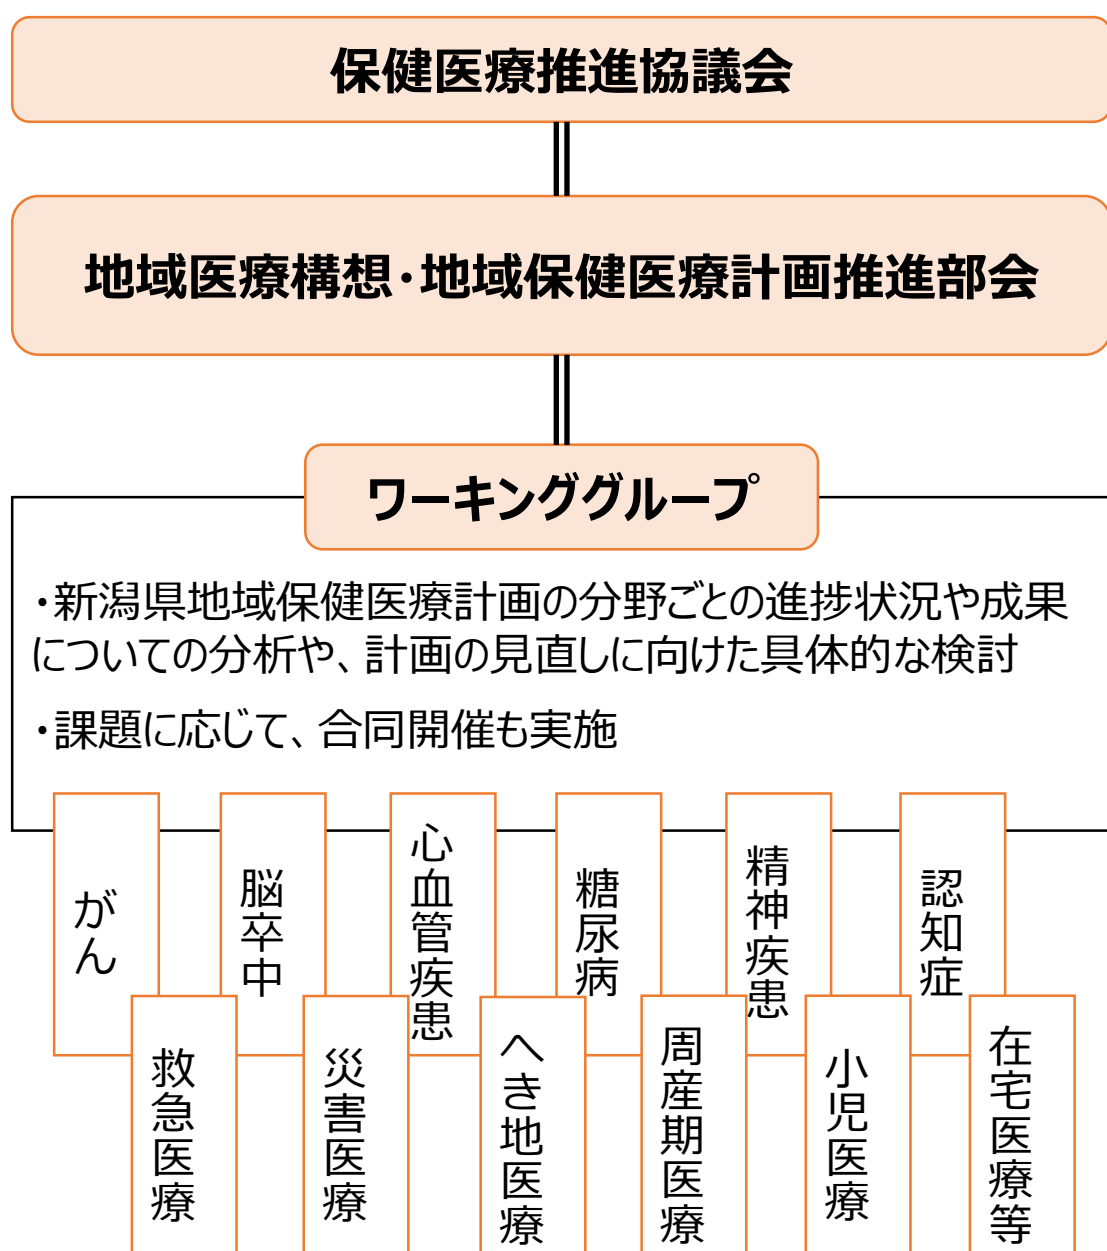 保健医療推進協議会
地域医療構想・地域保健医療計画推進部会
ワーキンググループ
・新潟県地域保健医療計画の分野ごとの進捗状況や成果
についての分析や、計画の見直しに向けた具体的な検討
・課題に応じて、合同開催も実施
がん
脳卒中
心血管疾患
糖尿病
精神疾患
認知症
救急医療
災害医療
へき地医療
周産期医療
小児医療
在宅医療等